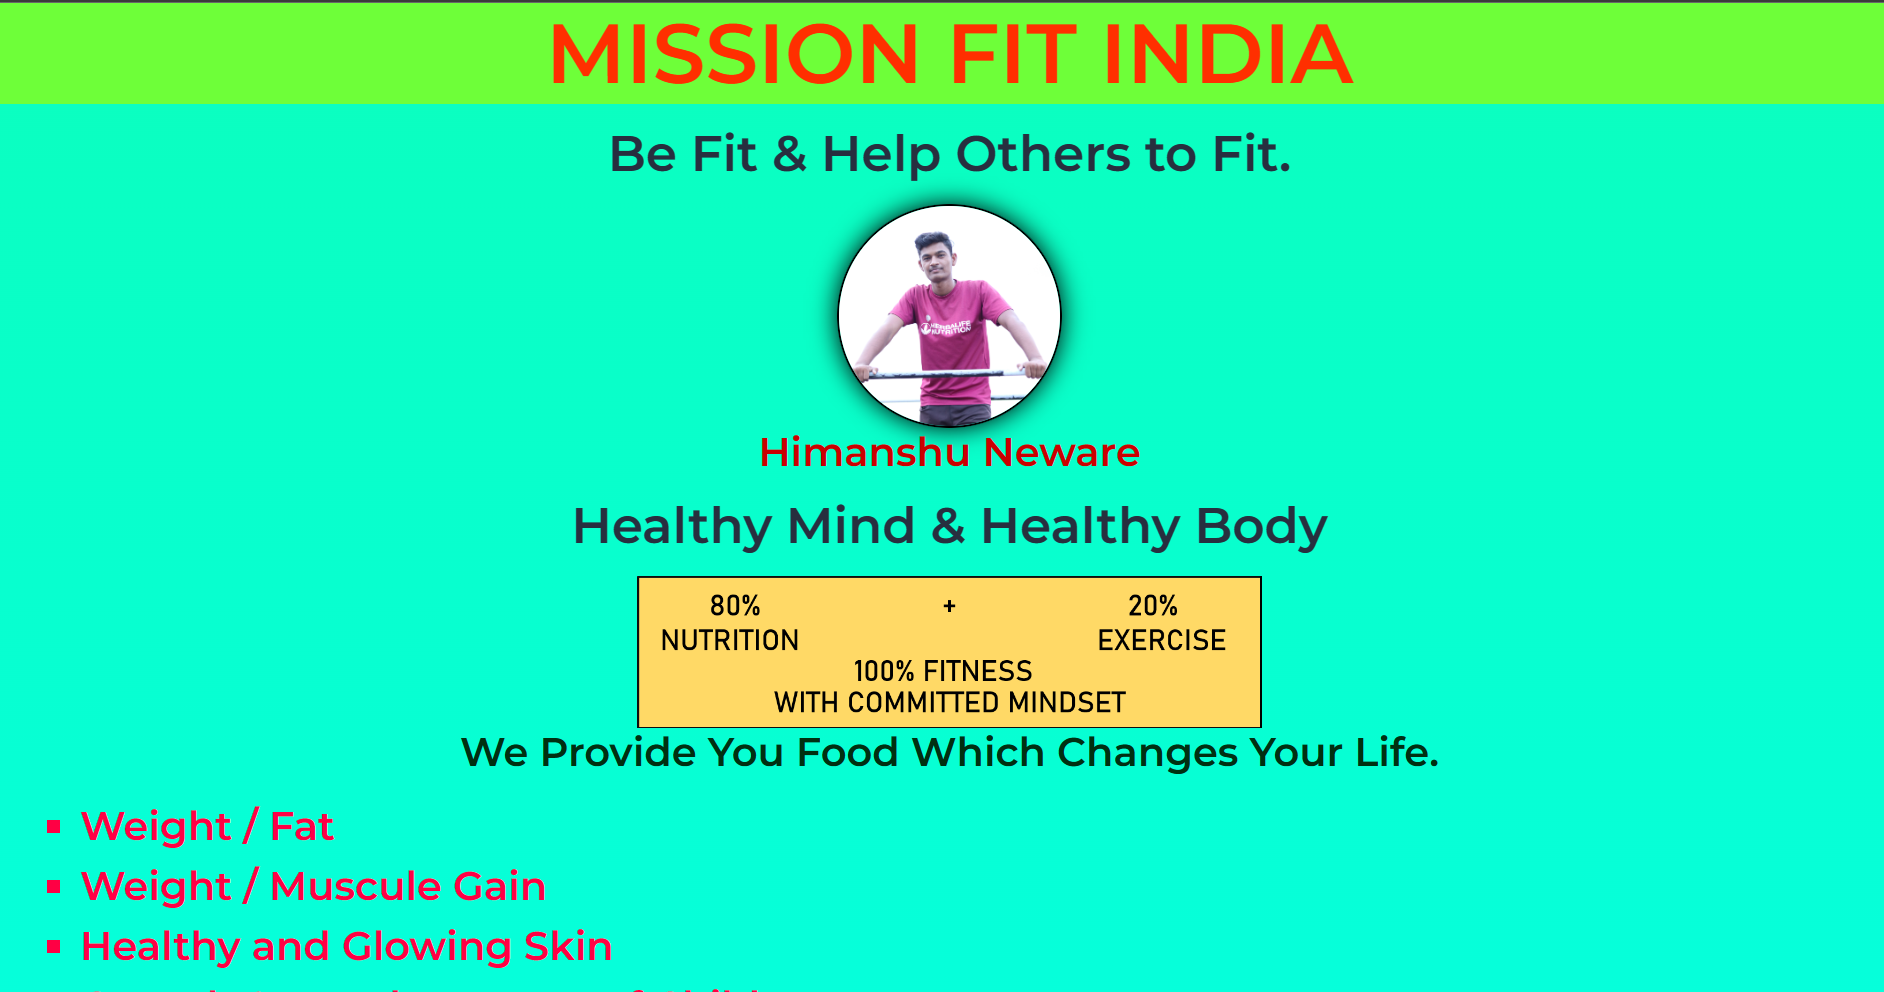 MISSION FIT INDIA
Be Fit & Help Others to Fit.
HERBALIFE
NUTRITION
Himanshu Neware
Healthy Mind & Healthy Body
80% + 20%
NUTRITION EXERCISE
100% FITNESS
WITH COMMITTED MINDSET
We Provide You Food Which Changes Your Life.
Weight / Fat
Weight / Muscule Gain
Healthy and Glowing Skin